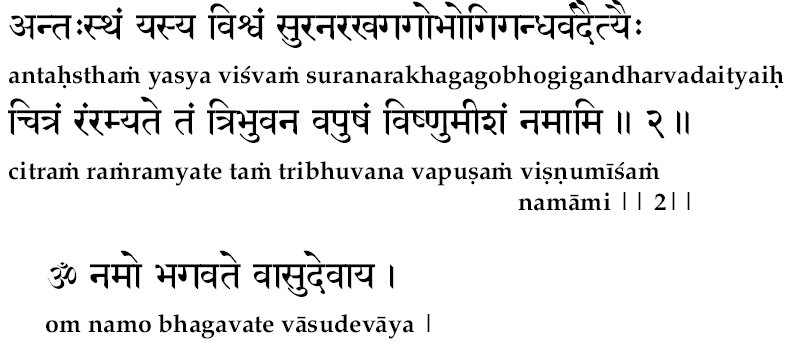 अन्तःस्थं यस्य विश्वं सुरनरखगगोभोगिगन्धर्वदैत्यैः
antaḥsthaṁ yasya viśvaṁ suranarakhagagobhogigandharvadaityaiḥ
चित्रं रंरम्यते तं त्रिभुवन वपुषं विष्णुमीशं नमामि ॥ २ ॥
citraṁ raṁramyate taṁ tribhuvana vapuṣaṁ viṣṇumīśaṁ
namāmi || 2||
ॐ नमो भगवते वासुदेवाय ।
om namo bhagavate vāsudevāya |